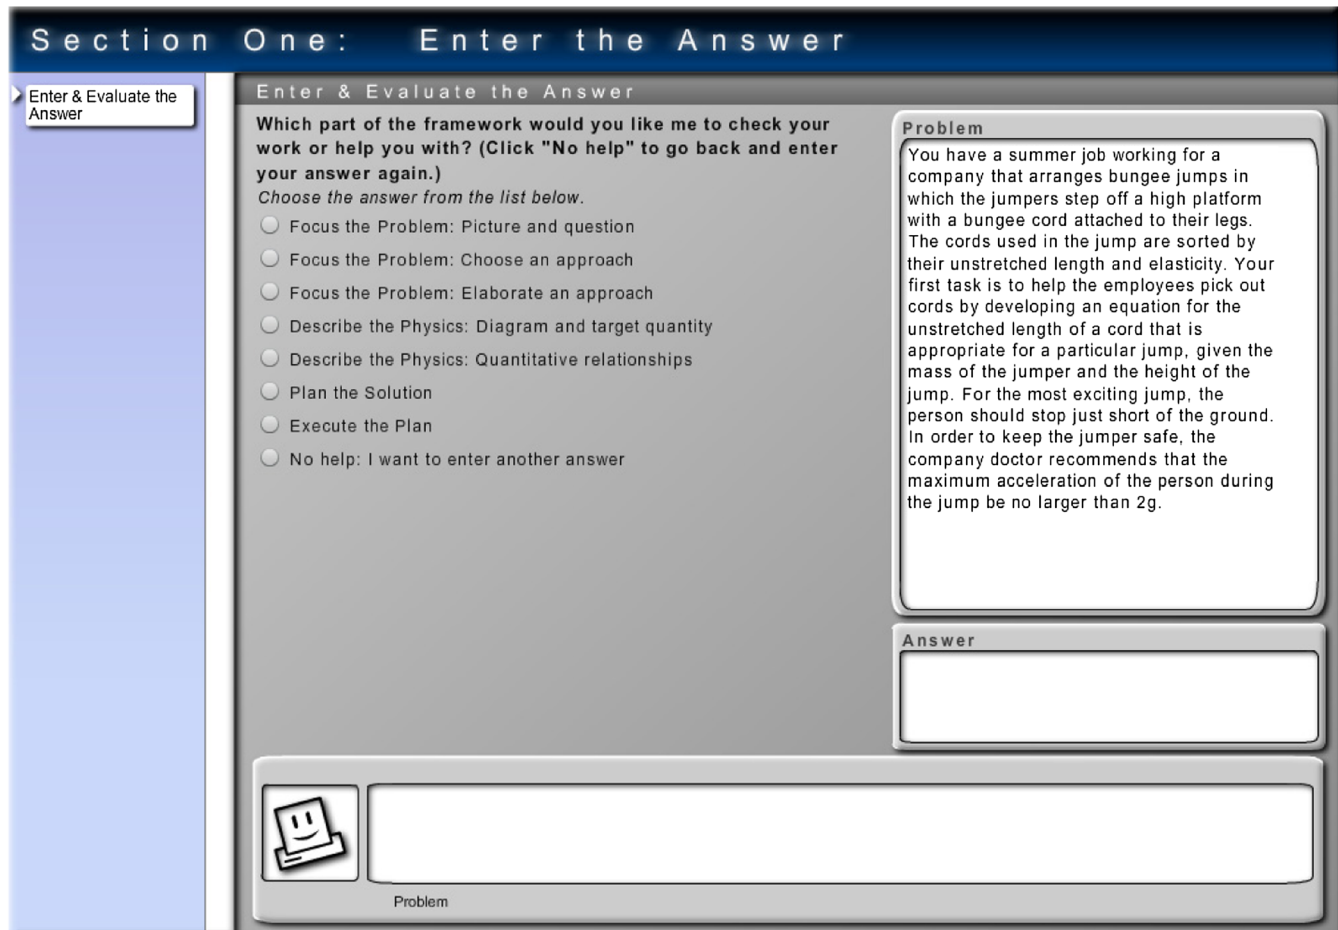 Section One: Enter the Answer
Enter & Evaluate the
Answer
Enter & Evaluate the Answer
Which part of the framework would you like me to check your
work or help you with? (Click "No help" to go back and enter
your answer again.)
Choose the answer from the list below.
Focus the Problem: Picture and question
Focus the Problem: Choose an approach
Focus the Problem: Elaborate an approach
Describe the Physics: Diagram and target quantity
Describe the Physics: Quantitative relationships
Plan the Solution
Execute the Plan
No help: I want to enter another answer
Problem
You have a summer job working for a
company that arranges bungee jumps in
which the jumpers step off a high platform
with a bungee cord attached to their legs.
The cords used in the jump are sorted by
their unstretched length and elasticity. Your
first task is to help the employees pick out
cords by developing an equation for the
unstretched length of a cord that is
appropriate for a particular jump, given the
mass of the jumper and the height of the
jump. For the most exciting jump, the
person should stop just short of the ground.
In order to keep the jumper safe, the
company doctor recommends that the
maximum acceleration of the person during
the jump be no larger than 2g.
Answer
Problem